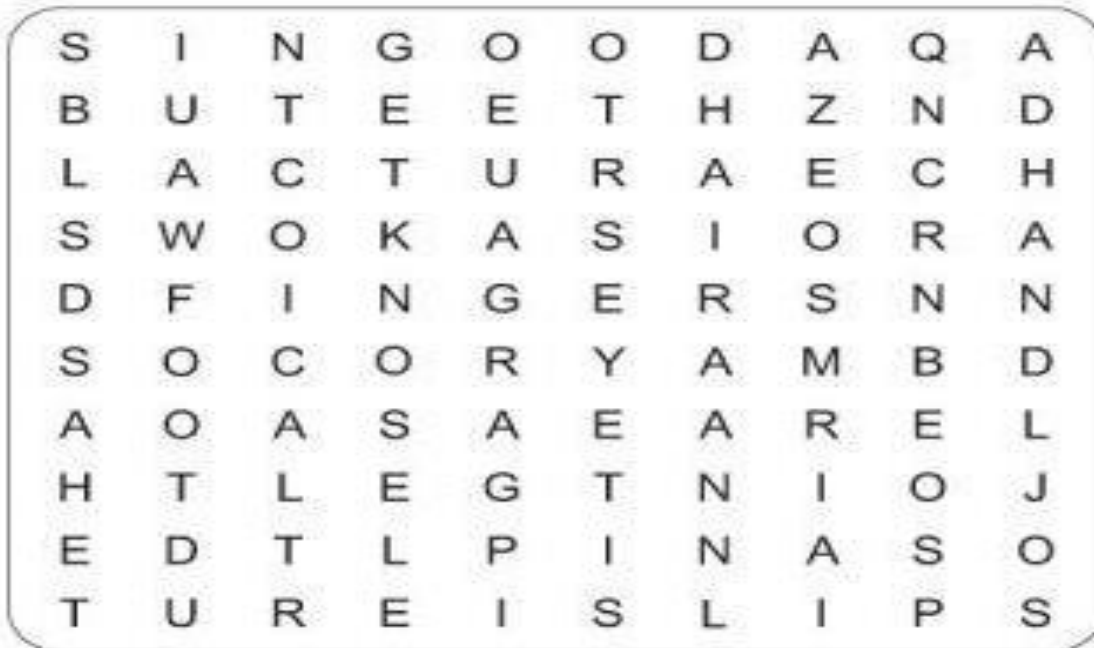 S I N G O O D A Q A
B U T E E T H Z N D
L A C T U R A E C H
S W O K A S I O R A
D F I N G E R S N N
S O C O R Y A M B D
A O A S A E A R E L
H T L E G T N I O J
E D T L P I N A S O
T U R E I S L I P S